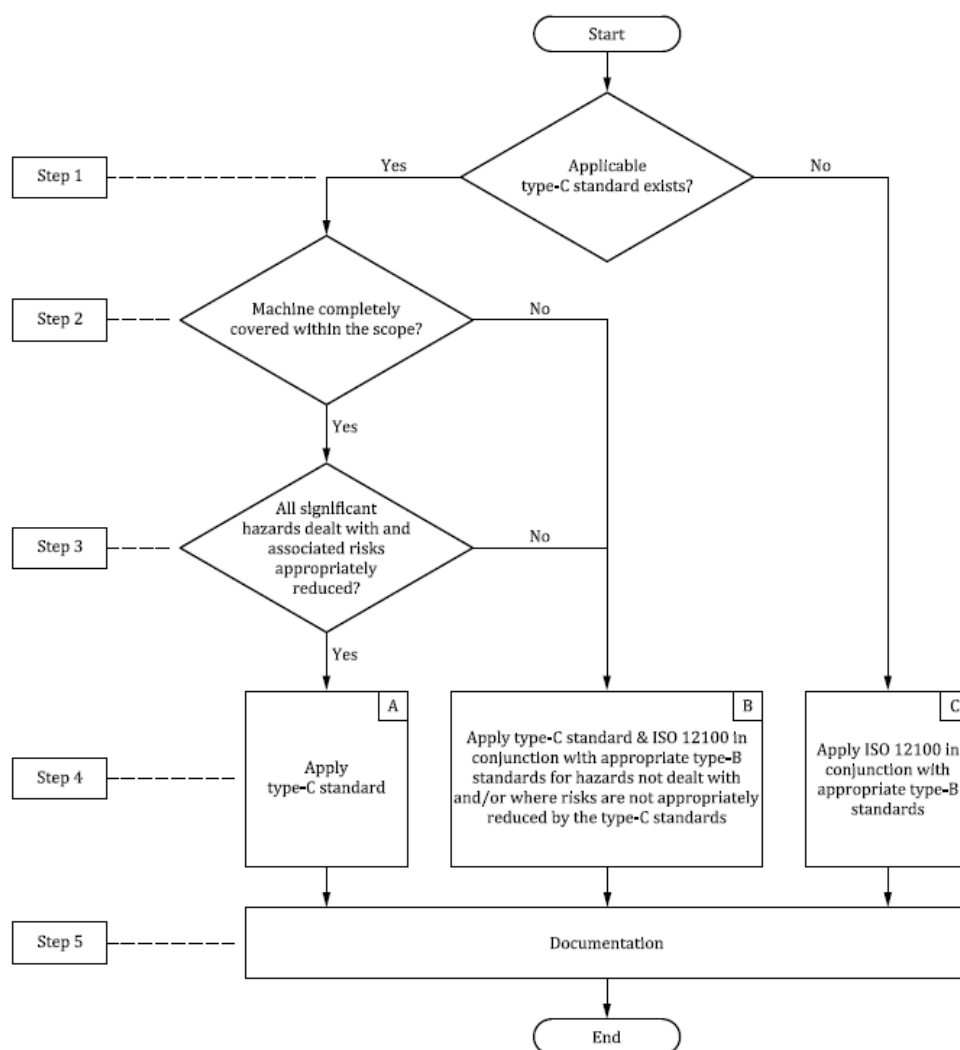 Start
Step 1
Yes
Applicable
type-C standard exists?
No
Step 2
Machine completely
covered within the scope?
No
Yes
Step 3
All significant
hazards dealt with and
associated risks
appropriately
reduced?
No
Yes
Step 4
A
Apply
type-C standard
B
Apply type-C standard & ISO 12100 in
conjunction with appropriate type-B
standards for hazards not dealt with
and/or where risks are not appropriately
reduced by the type-C standards
C
Apply ISO 12100 in
conjunction with
appropriate type-B
standards
Step 5
Documentation
End